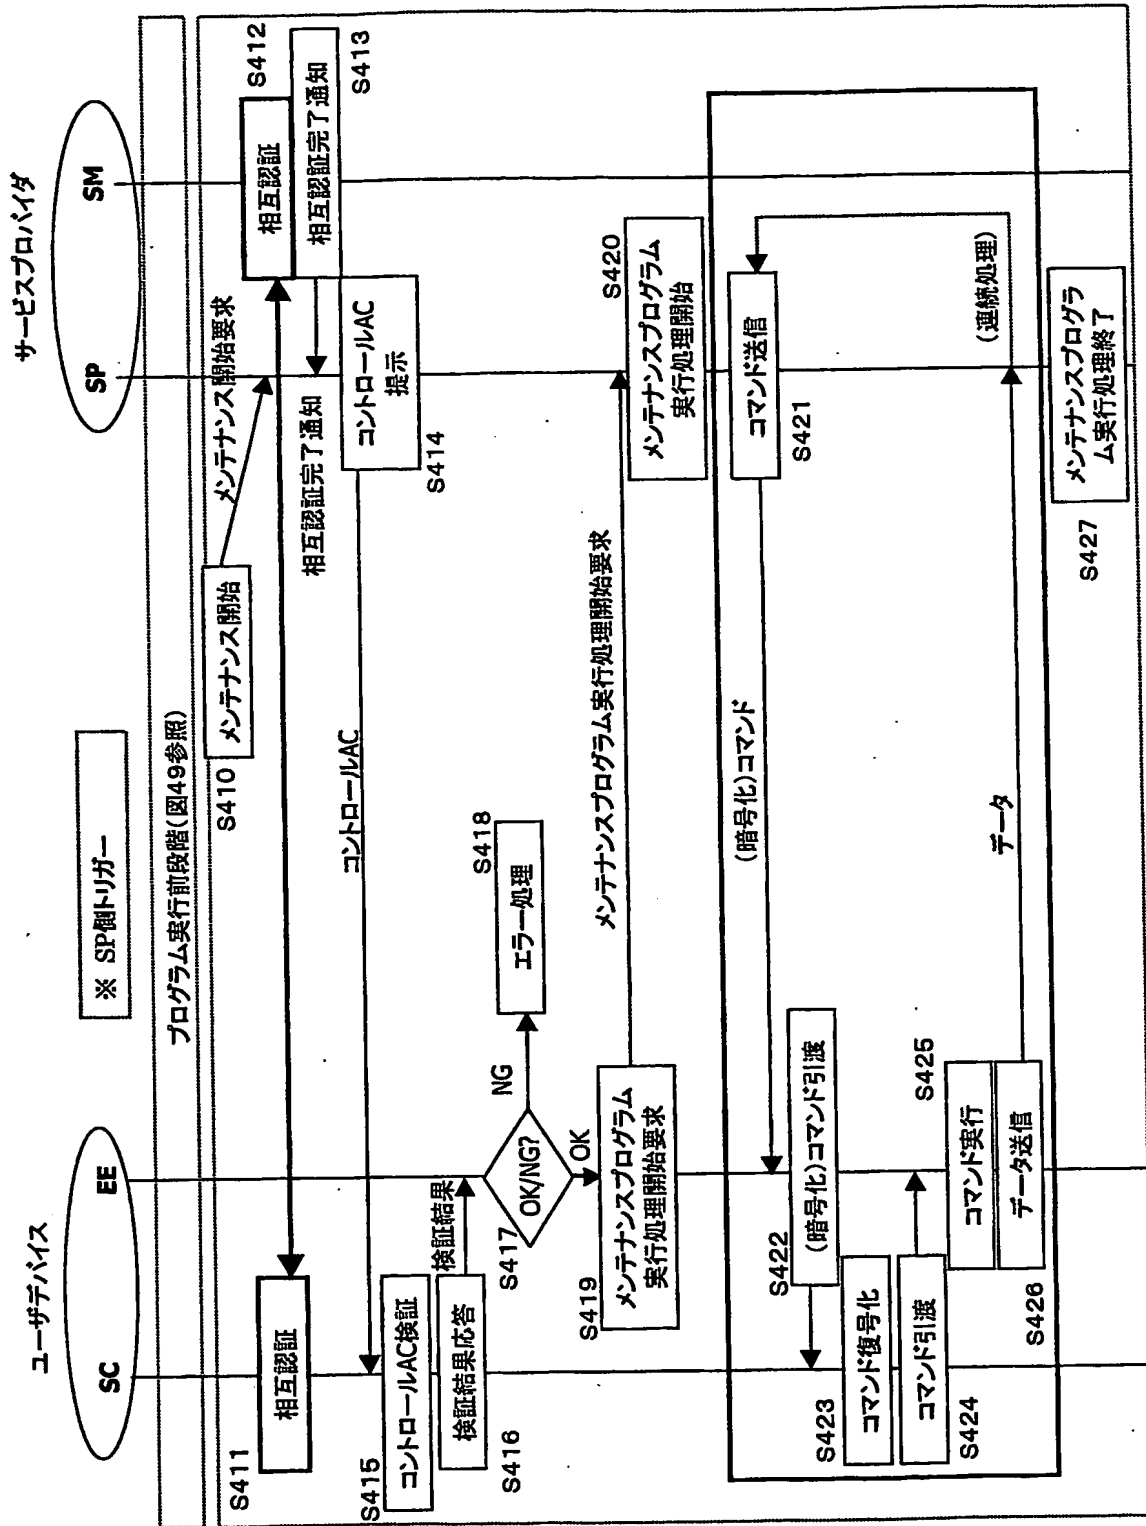 ※ SP側トリガー
ユーザデバイス
サービスプロバイダ
SC
EE
SP
SM
プログラム実行前段階(図49参照)
S410
メンテナンス開始
メンテナンス開始要求
S411
相互認証
相互認証
S412
相互認証完了通知
相互認証完了通知
S413
コントロールAC
コントロールAC
提示
S414
S415
コントロールAC検証
検証結果応答
S416
検証結果
S417
OK/NG?
NG
エラー処理
S418
OK
S419
メンテナンスプログラム
実行処理開始要求
メンテナンスプログラム実行処理開始要求
メンテナンスプログラム
実行処理開始
S420
コマンド送信
S421
(暗号化)コマンド
S422
(暗号化)コマンド引渡
S423
コマンド復号化
コマンド引渡
S424
コマンド実行
S425
データ送信
S426
データ
(連続処理)
メンテナンスプログラ
ム実行処理終了
S427